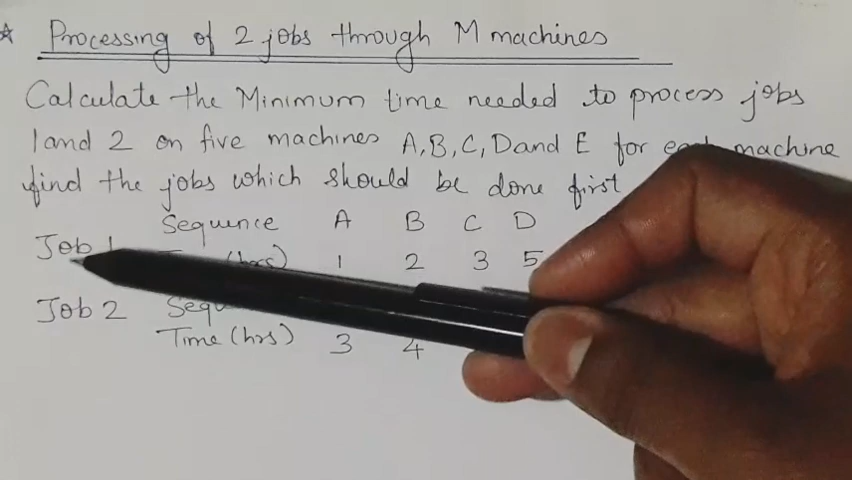 Processing of 2 jobs through M machines
Calculate the Minimum time needed to process jobs
1 and 2 on five machines A, B, C, D and E for machine
find the jobs which should be done first
Sequence A B C D
Job 1 1 2 3 5
Job 2
Time (hrs) 3 4